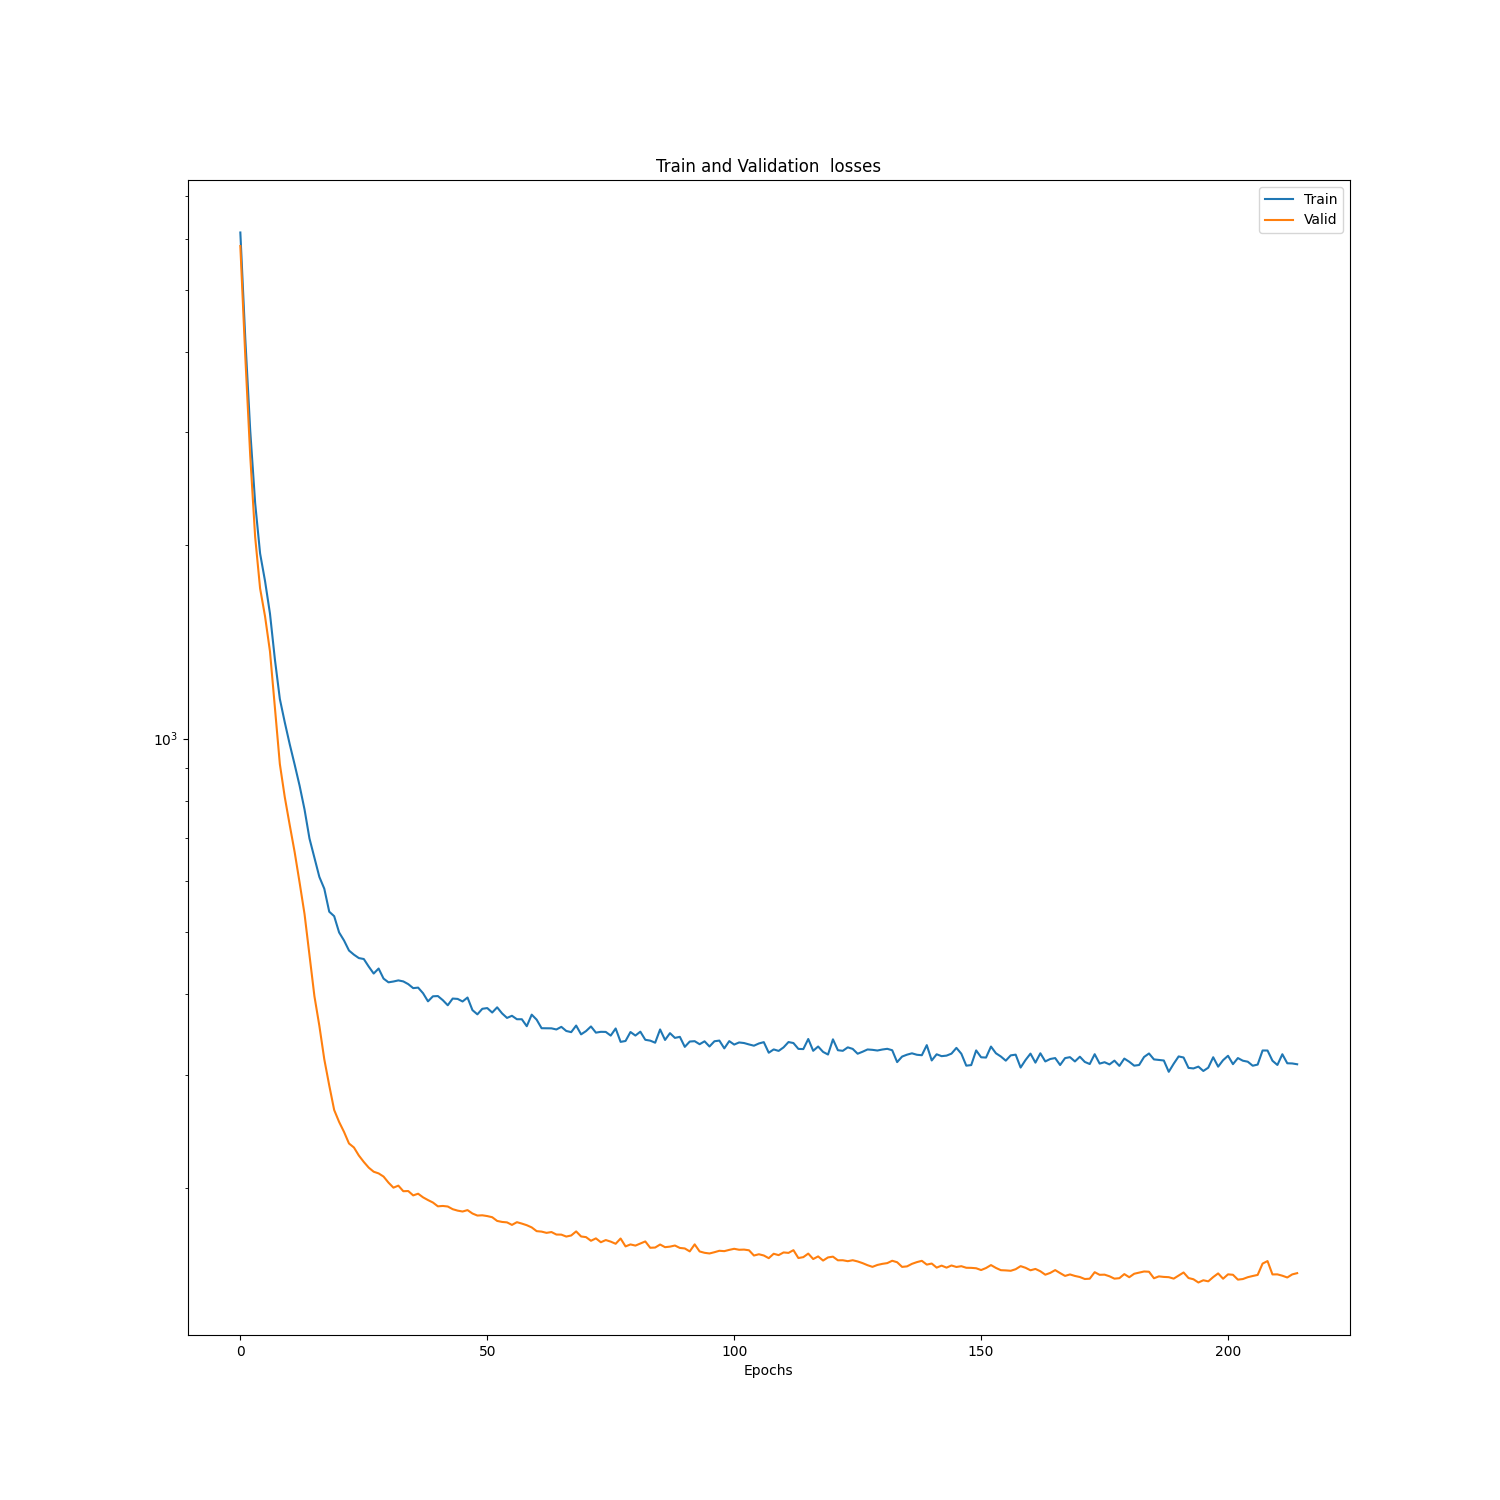 Train and Validation  losses
Train
Valid
10³
0 50 100 150 200
Epochs